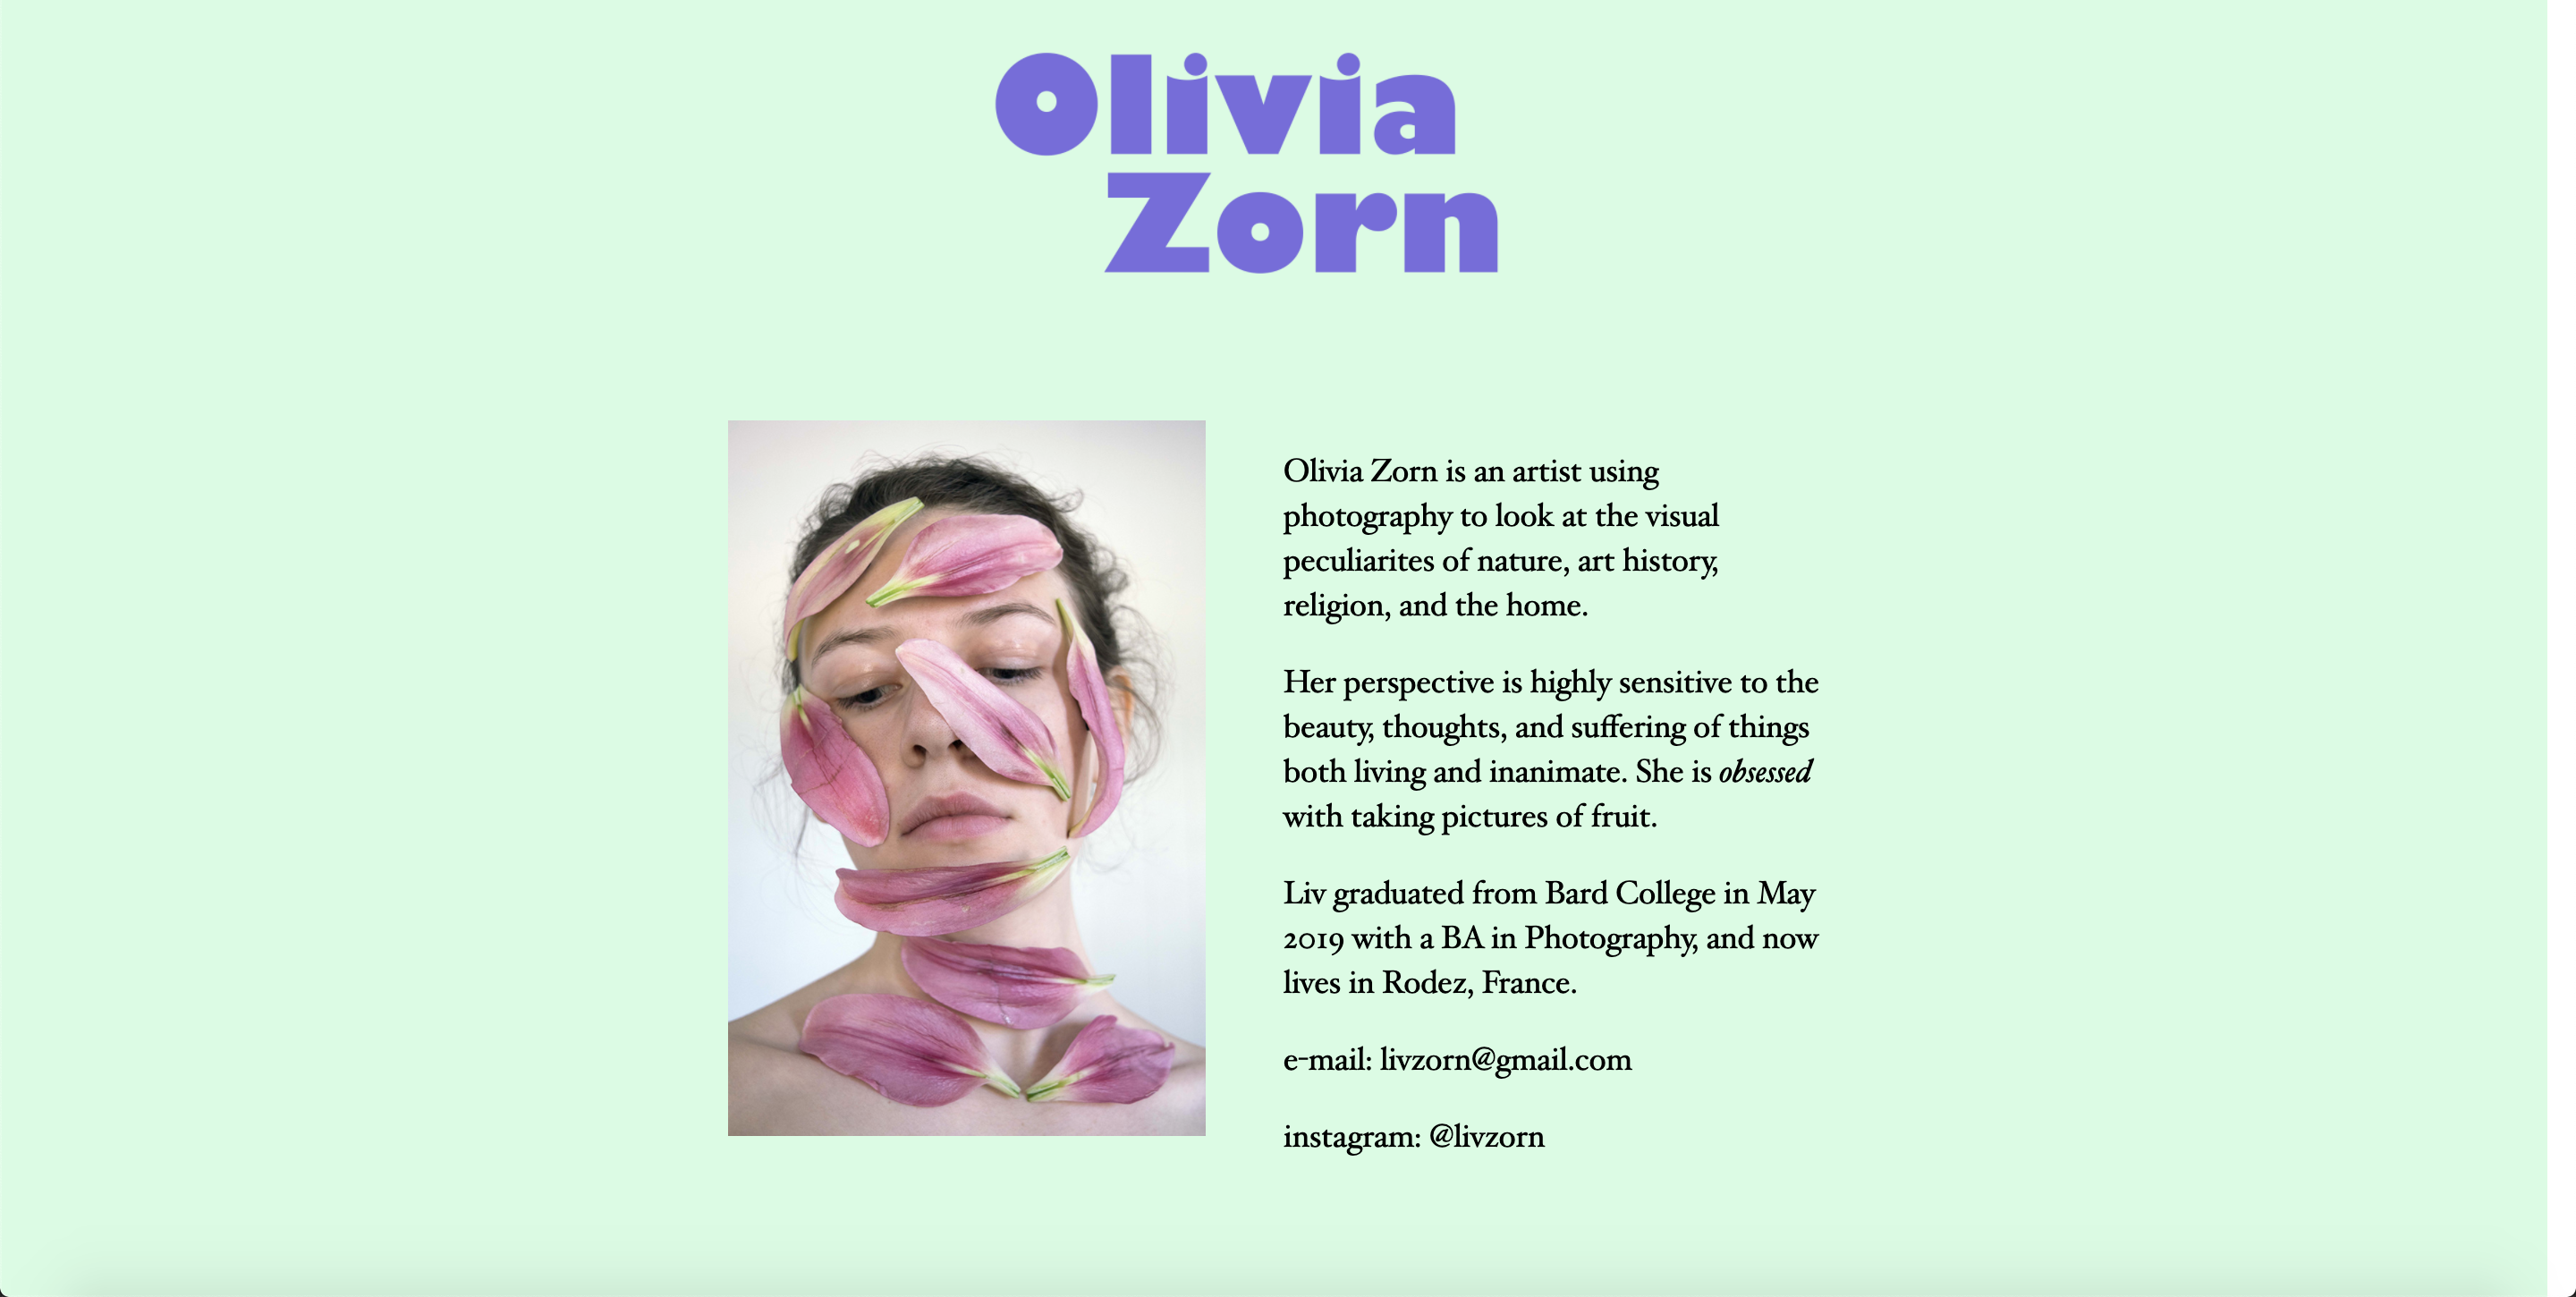 Olivia
Zorn
Olivia Zorn is an artist using
photography to look at the visual
peculiarites of nature, art history,
religion, and the home.
Her perspective is highly sensitive to the
beauty, thoughts, and suffering of things
both living and inanimate. She is obsessed
with taking pictures of fruit.
Liv graduated from Bard College in May
2019 with a BA in Photography, and now
lives in Rodez, France.
e-mail: livzorn@gmail.com
instagram: @livzorn